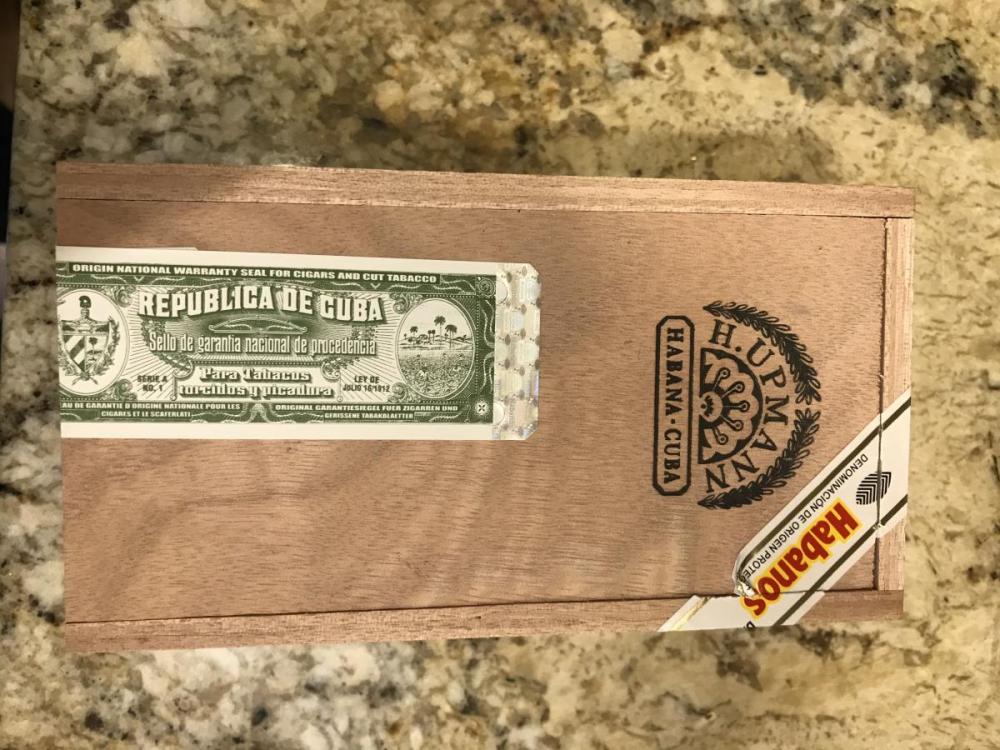 ORIGIN NATIONAL WARRANTY SEAL FOR CIGARS AND CUT TABACCO
REPUBLICA DE CUBA
Sello de garantía nacional de procedencia
Para Tabacos
torcidos y picadura
SERIE A
NO. 1
LEY DE
JULIO 16 1912
AU DE GARANTIE D ORIGINE NATIONALE POUR LES
CIGARES ET LE SCAFERLATI
ORIGINAL GARANTIESIEGEL FUER ZIGARREN UND
GERISSENE TABAKBLAETTER
H. UPMANN
HABANA · CUBA
DENOMINACIÓN DE ORIGEN
Habanos